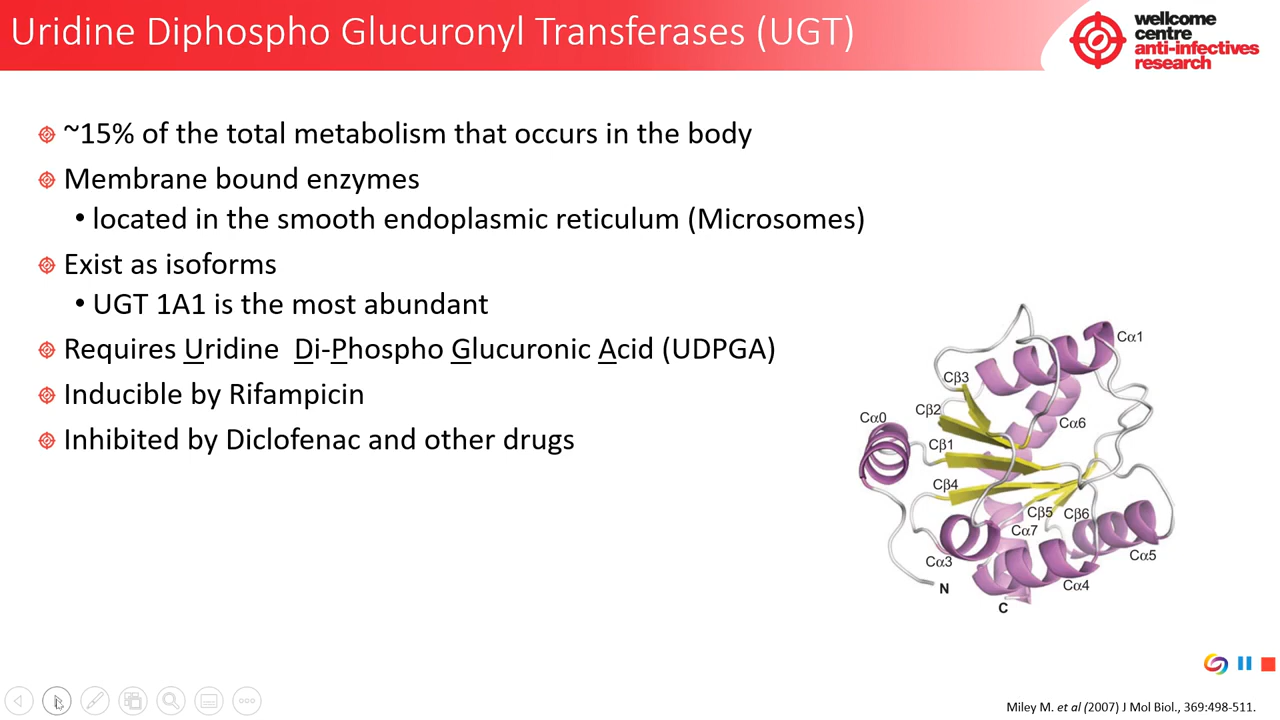 Uridine Diphospho Glucuronyl Transferases (UGT)
wellcome
centre
anti-infectives
research
~15% of the total metabolism that occurs in the body
Membrane bound enzymes
• located in the smooth endoplasmic reticulum (Microsomes)
Exist as isoforms
• UGT 1A1 is the most abundant
Requires Uridine Di-Phospho Glucuronic Acid (UDPGA)
Inducible by Rifampicin
Inhibited by Diclofenac and other drugs
Cα1
Cβ3
Cβ2
Cα0
Cα6
Cβ1
Cβ4
Cβ5
Cβ6
Cα7
Cα5
Cα3
Cα4
N
C
Miley M. et al (2007) J Mol Biol., 369:498-511.